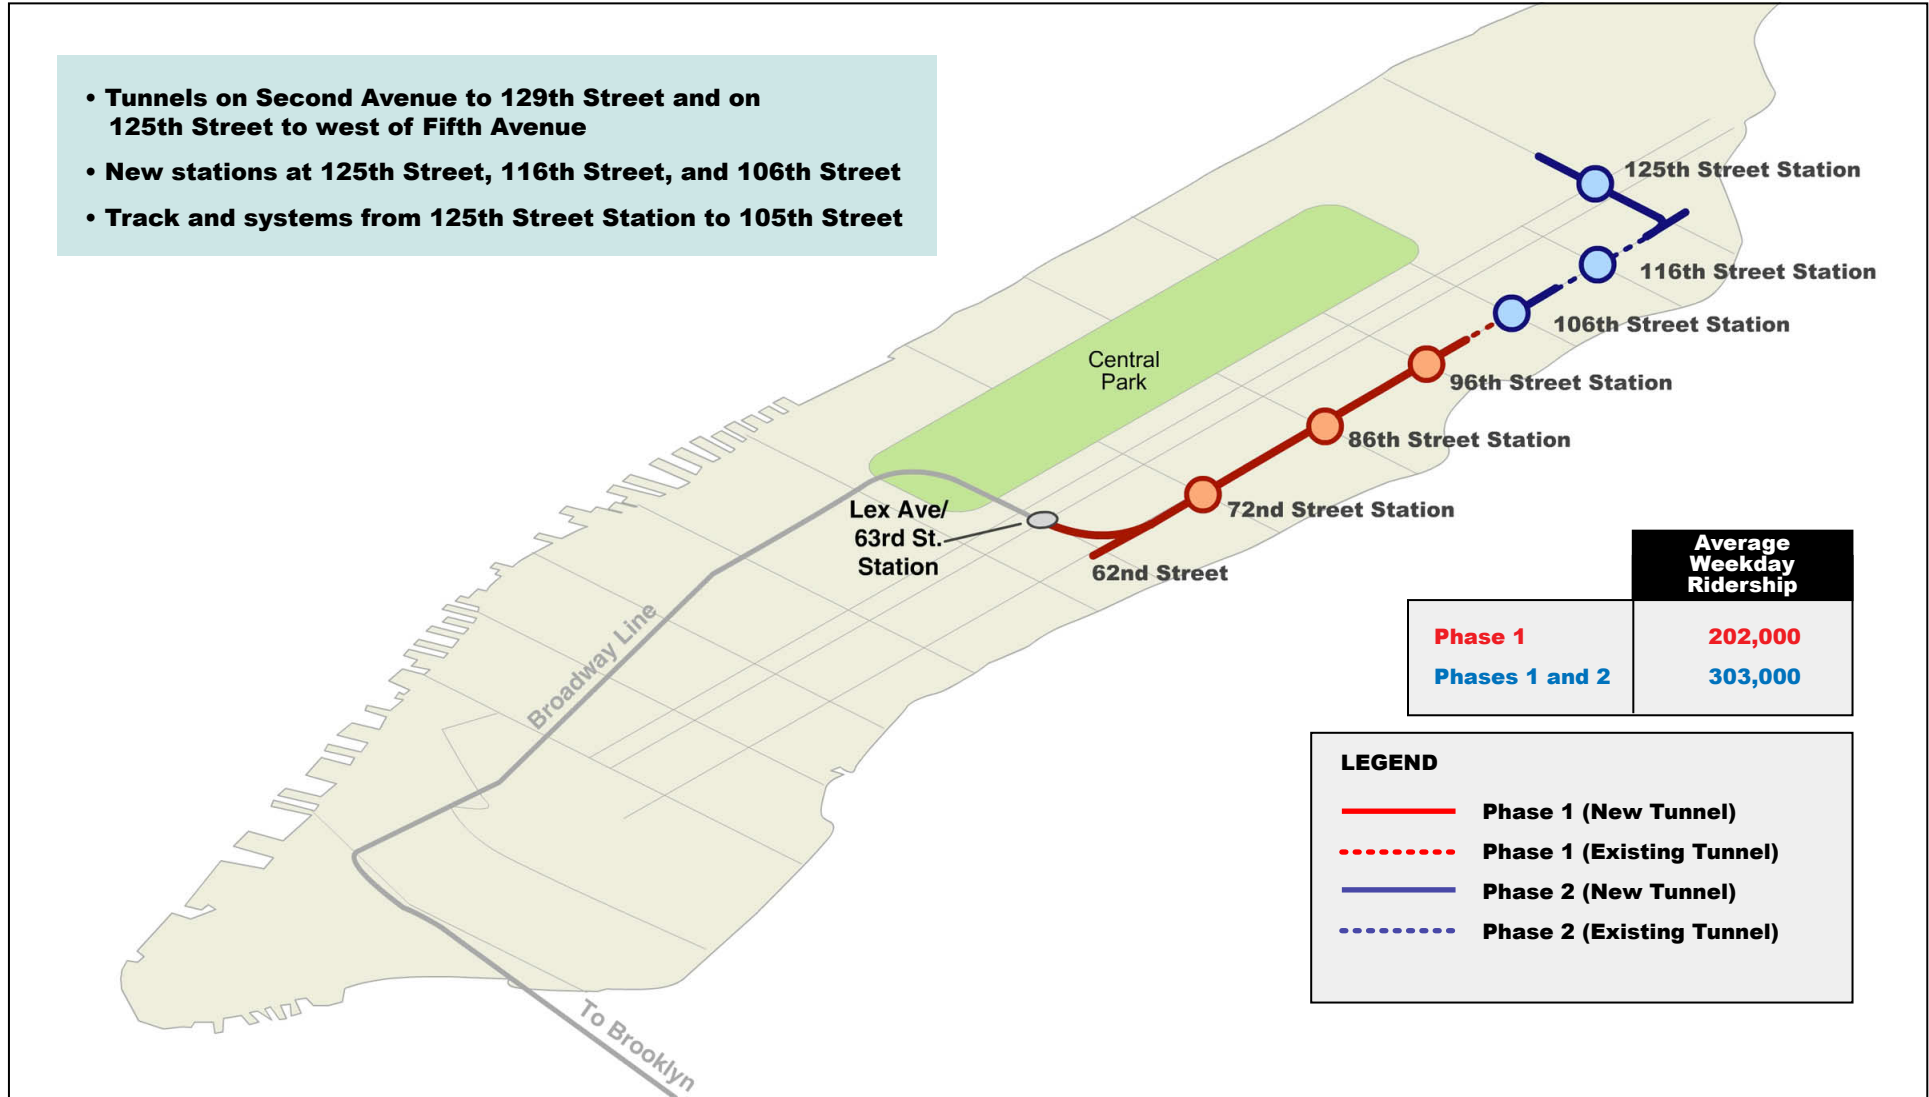 • Tunnels on Second Avenue to 129th Street and on
125th Street to west of Fifth Avenue
• New stations at 125th Street, 116th Street, and 106th Street
• Track and systems from 125th Street Station to 105th Street
125th Street Station
116th Street Station
106th Street Station
96th Street Station
86th Street Station
72nd Street Station
62nd Street
Central
Park
Lex Ave/
63rd St.
Station
Broadway Line
To Brooklyn
Average
Weekday
Ridership
Phase 1 202,000
Phases 1 and 2 303,000
LEGEND
Phase 1 (New Tunnel)
Phase 1 (Existing Tunnel)
Phase 2 (New Tunnel)
Phase 2 (Existing Tunnel)